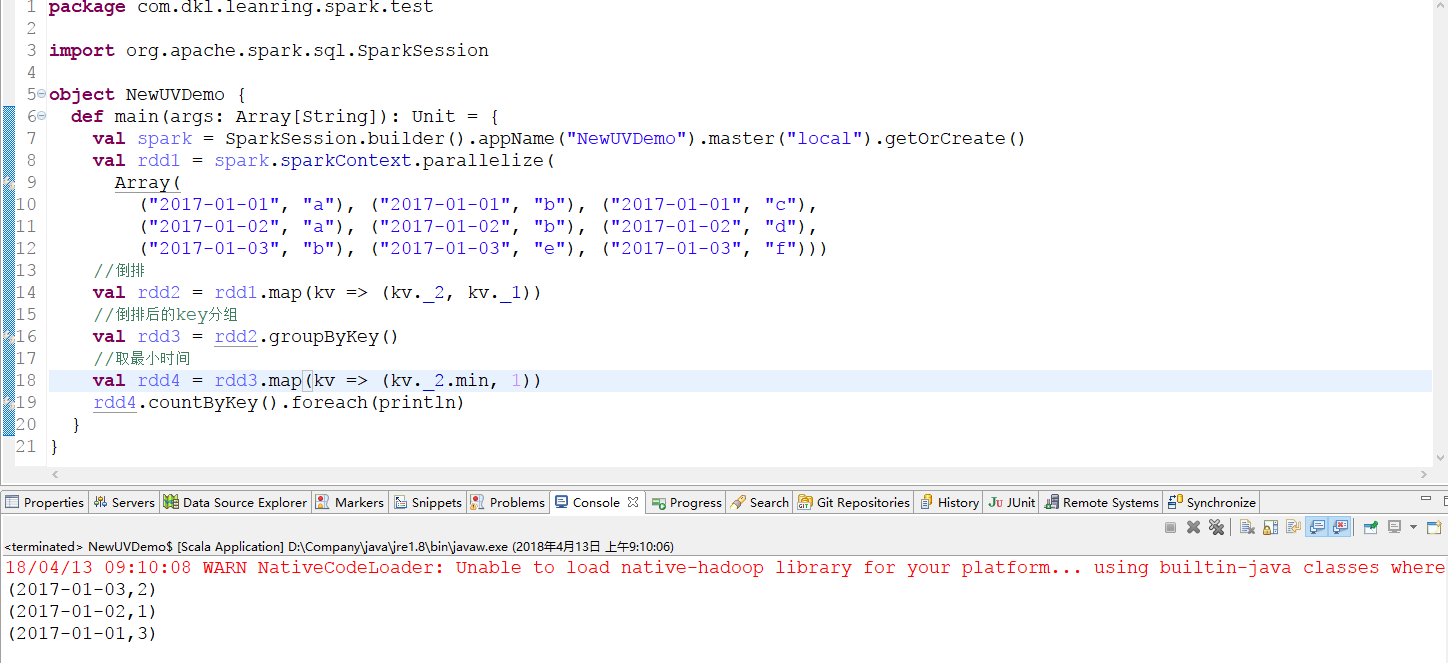 1 package com.dkl.leanring.spark.test
2
3 import org.apache.spark.sql.SparkSession
4
5 object NewUVDemo {
6   def main(args: Array[String]): Unit = {
7     val spark = SparkSession.builder().appName("NewUVDemo").master("local").getOrCreate()
8     val rdd1 = spark.sparkContext.parallelize(
9       Array(
10         ("2017-01-01", "a"), ("2017-01-01", "b"), ("2017-01-01", "c"),
11         ("2017-01-02", "a"), ("2017-01-02", "b"), ("2017-01-02", "d"),
12         ("2017-01-03", "b"), ("2017-01-03", "e"), ("2017-01-03", "f")))
13     //倒排
14     val rdd2 = rdd1.map(kv => (kv._2, kv._1))
15     //倒排后的key分组
16     val rdd3 = rdd2.groupByKey()
17     //取最小时间
18     val rdd4 = rdd3.map(kv => (kv._2.min, 1))
19     rdd4.countByKey().foreach(println)
20   }
21 }
Properties Servers Data Source Explorer Markers Snippets Problems Console Progress Search Git Repositories History JUnit Remote Systems Synchronize
<terminated> NewUVDemo$ [Scala Application] D:\Company\java\jre1.8\bin\javaw.exe (2018年4月13日 上午9:10:06)
18/04/13 09:10:08 WARN NativeCodeLoader: Unable to load native-hadoop library for your platform... using builtin-java classes where
(2017-01-03,2)
(2017-01-02,1)
(2017-01-01,3)